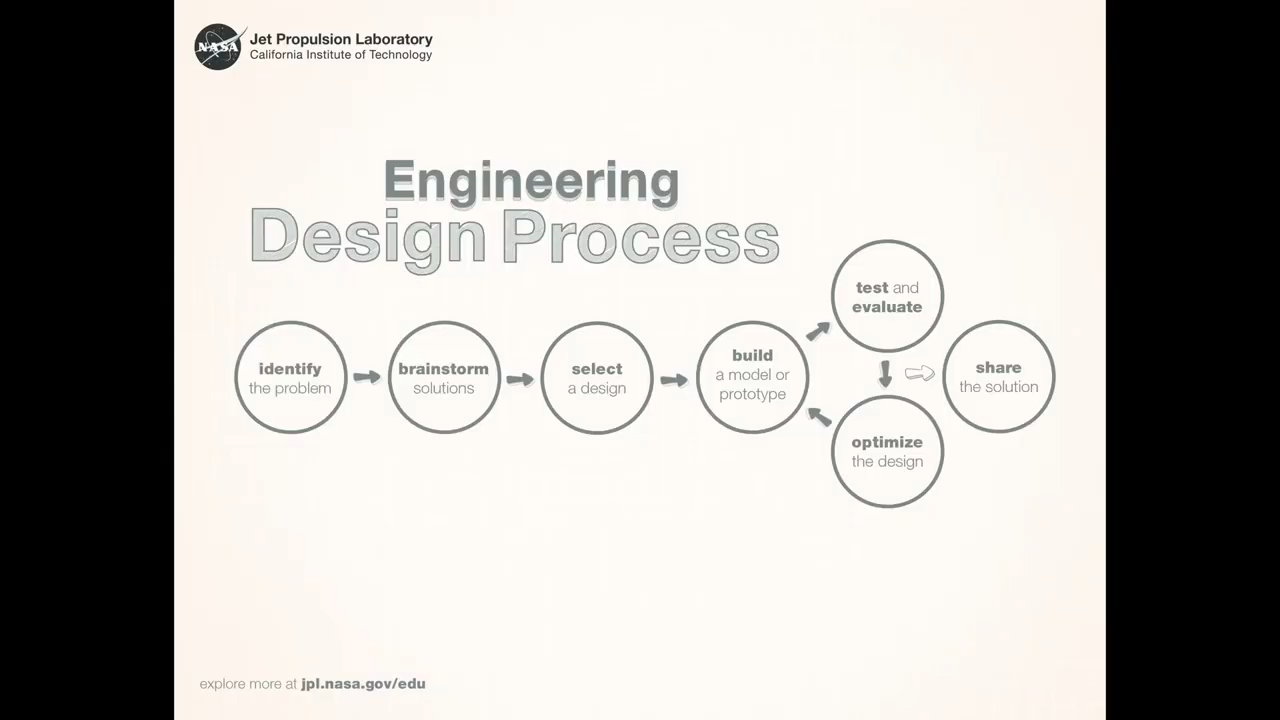 NASA
Jet Propulsion Laboratory
California Institute of Technology
Engineering
Design Process
identify
the problem
brainstorm
solutions
select
a design
build
a model or
prototype
test and
evaluate
optimize
the design
share
the solution
explore more at jpl.nasa.gov/edu